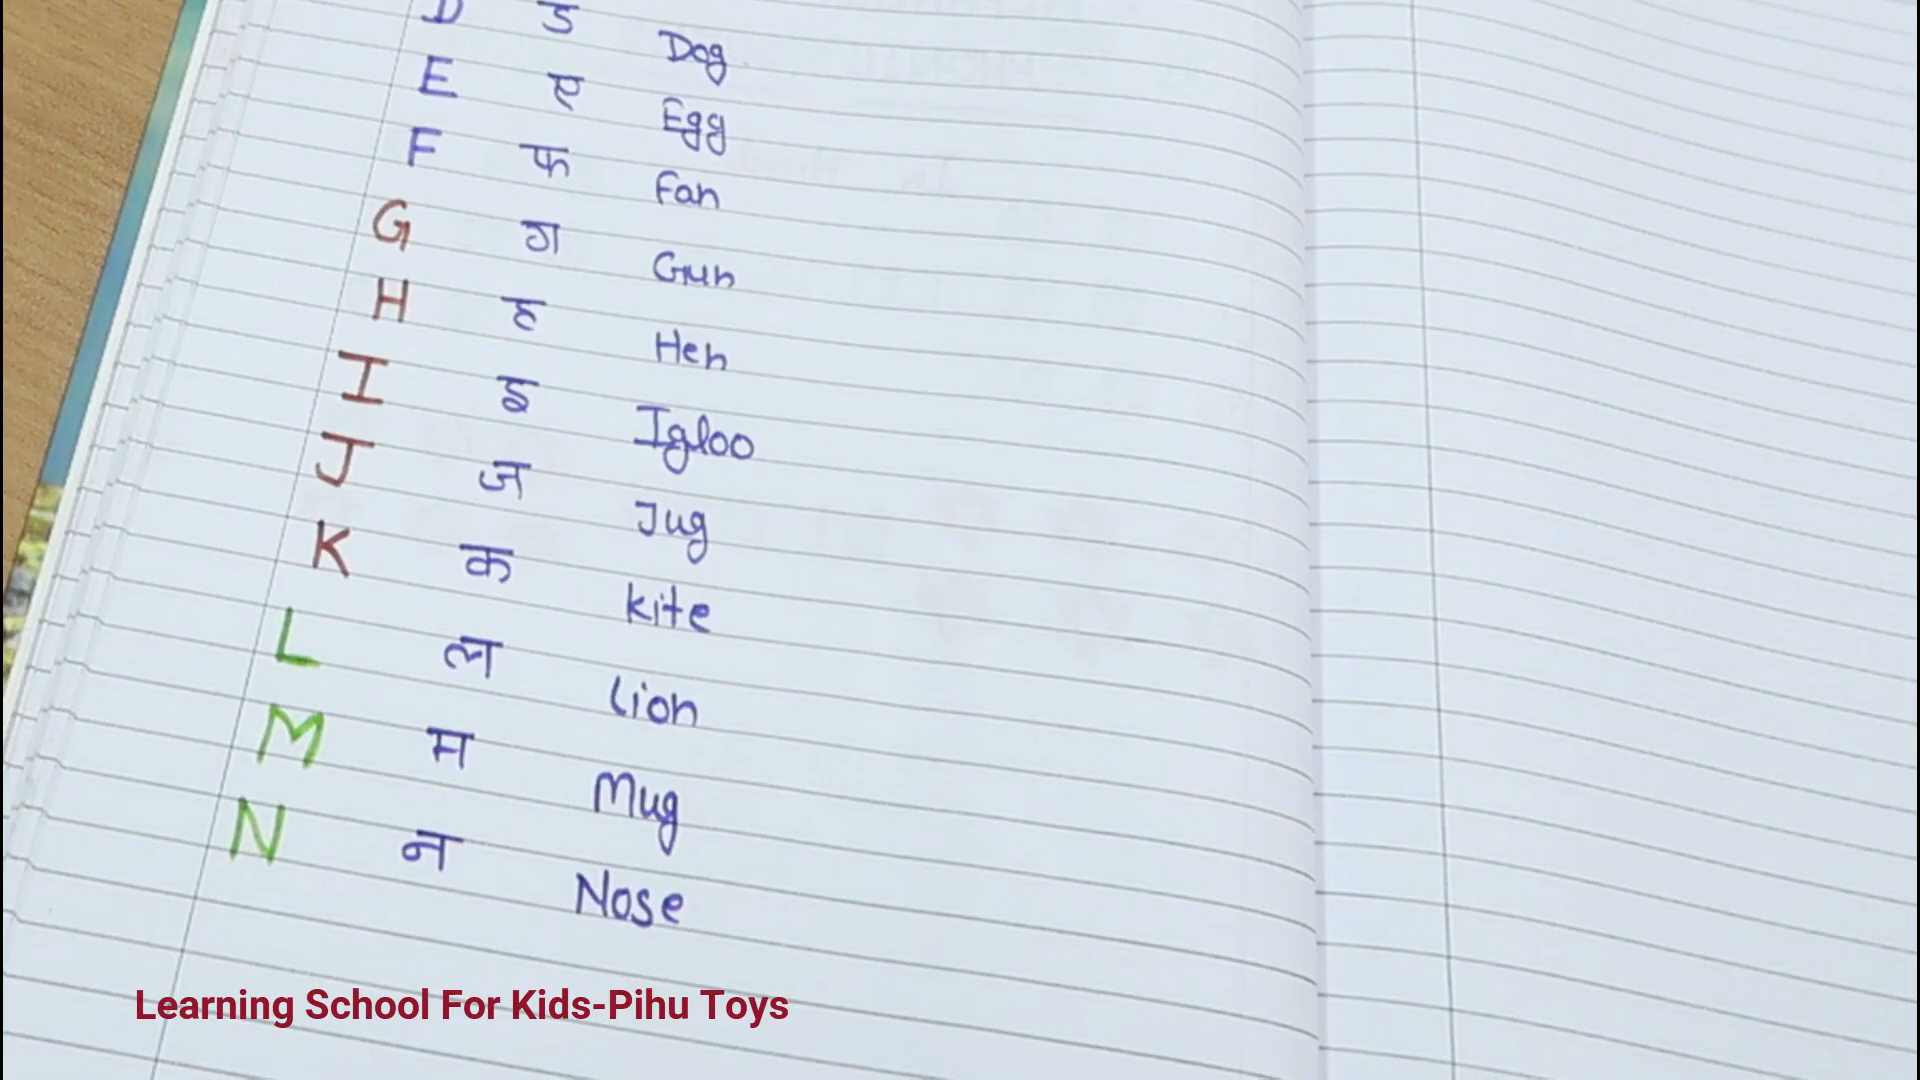 D ड Dog
E ए Egg
F फ Fan
G ग Gun
H ह Hen
I इ Igloo
J ज Jug
K क kite
L ल lion
M म Mug
N न Nose
Learning School For Kids-Pihu Toys